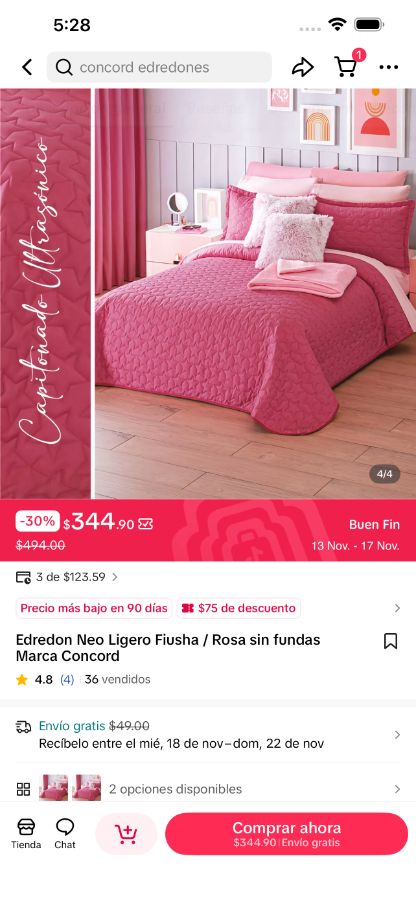 5:28
concord edredones
1
Capitonado Ultrasónico
4/4
-30% $344.90
Buen Fin
$494.00
13 Nov. - 17 Nov.
3 de $123.59
Precio más bajo en 90 días
$75 de descuento
Edredon Neo Ligero Fiusha / Rosa sin fundas
Marca Concord
4.8 (4) 36 vendidos
Envío gratis $49.00
Recíbelo entre el mié, 18 de nov–dom, 22 de nov
2 opciones disponibles
Tienda
Chat
Comprar ahora
$344.90 | Envío gratis